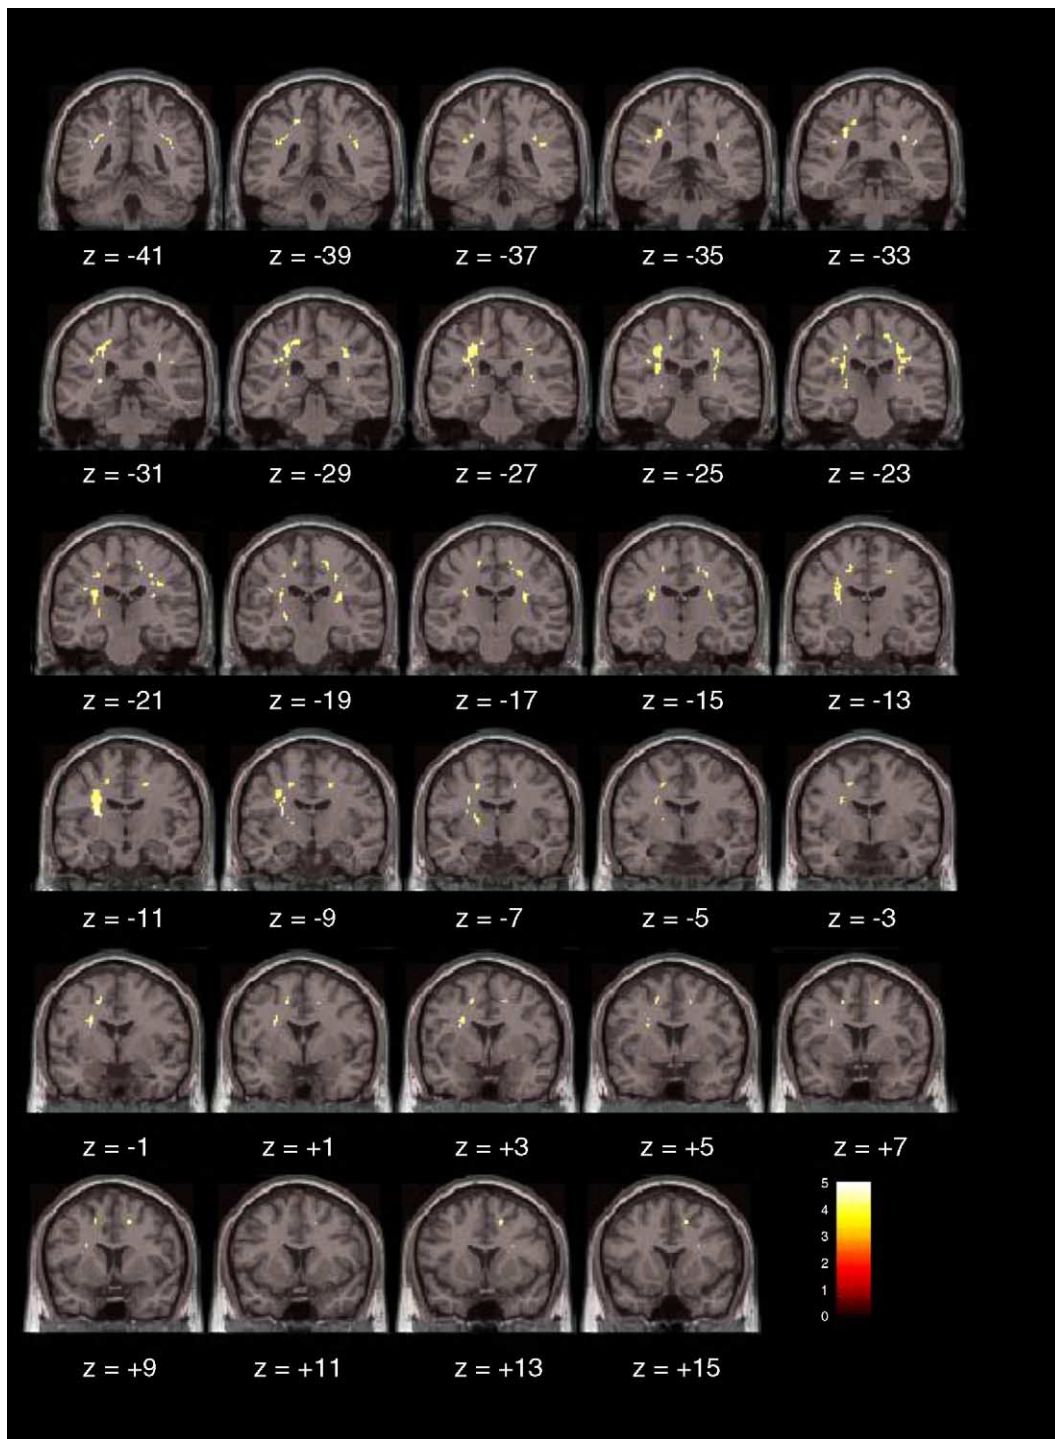 z = -41 z = -39 z = -37 z = -35 z = -33
z = -31 z = -29 z = -27 z = -25 z = -23
z = -21 z = -19 z = -17 z = -15 z = -13
z = -11 z = -9 z = -7 z = -5 z = -3
z = -1 z = +1 z = +3 z = +5 z = +7
5
4
3
2
1
0
z = +9 z = +11 z = +13 z = +15